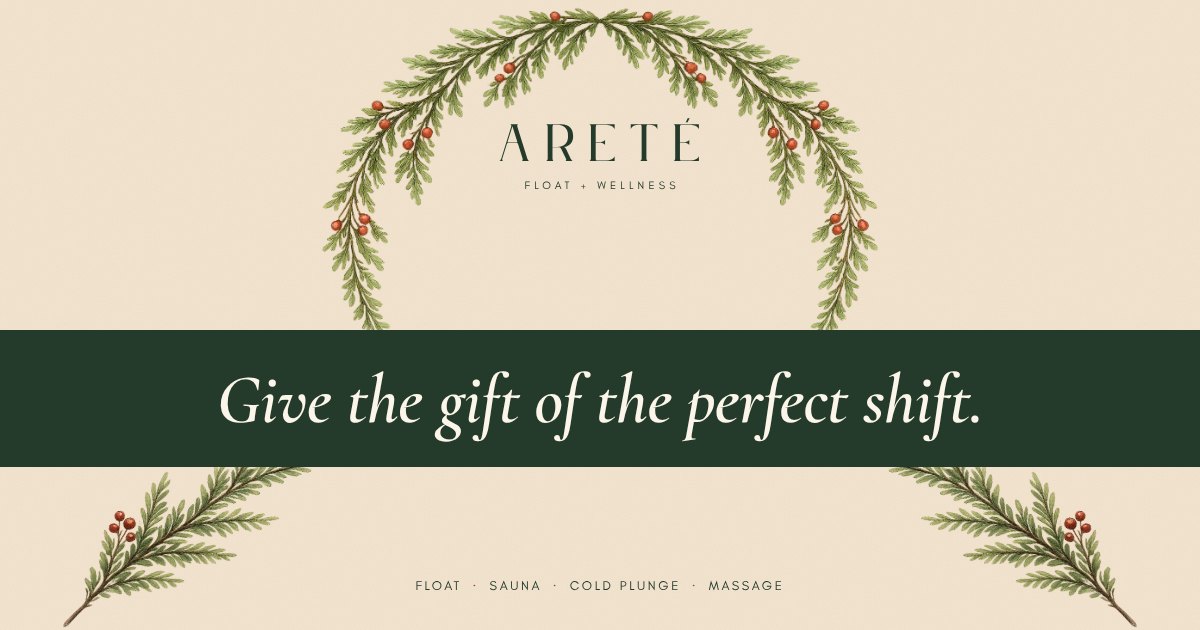 ARETÉ
FLOAT + WELLNESS
Give the gift of the perfect shift.
FLOAT · SAUNA · COLD PLUNGE · MASSAGE